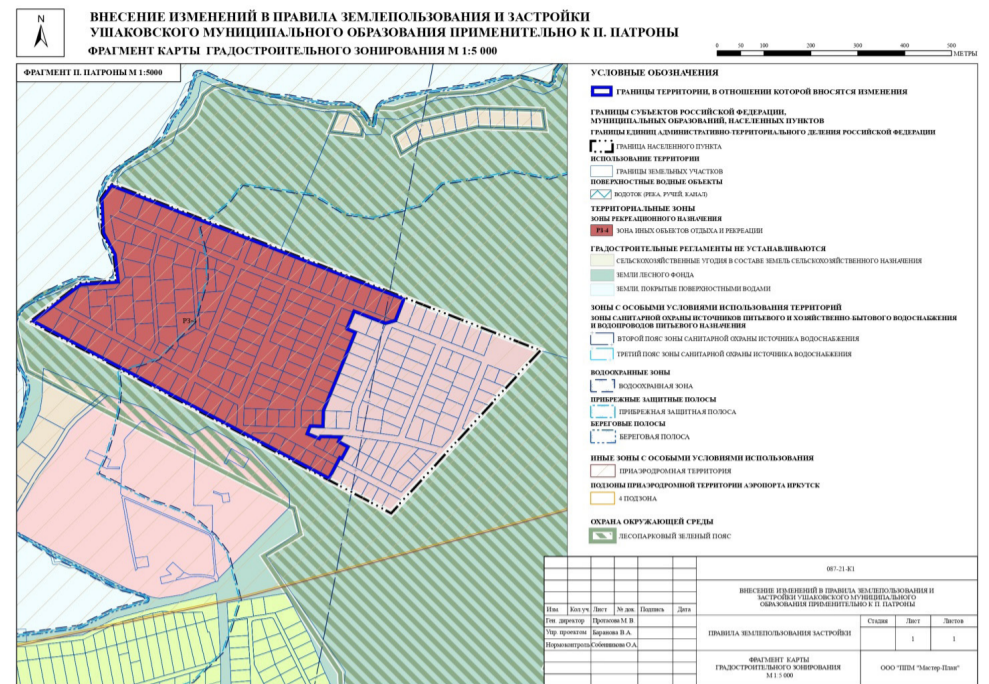 N
ВНЕСЕНИЕ ИЗМЕНЕНИЙ В ПРАВИЛА ЗЕМЛЕПОЛЬЗОВАНИЯ И ЗАСТРОЙКИ
УШАКОВСКОГО МУНИЦИПАЛЬНОГО ОБРАЗОВАНИЯ ПРИМЕНИТЕЛЬНО К П. ПАТРОНЫ
ФРАГМЕНТ КАРТЫ ГРАДОСТРОИТЕЛЬНОГО ЗОНИРОВАНИЯ М 1:5 000
0 50 100 200 300 400 500
МЕТРЫ
ФРАГМЕНТ П. ПАТРОНЫ М 1:5000
РЗ-4
УСЛОВНЫЕ ОБОЗНАЧЕНИЯ
ГРАНИЦЫ ТЕРРИТОРИИ, В ОТНОШЕНИИ КОТОРОЙ ВНОСЯТСЯ ИЗМЕНЕНИЯ
ГРАНИЦЫ СУБЪЕКТОВ РОССИЙСКОЙ ФЕДЕРАЦИИ,
МУНИЦИПАЛЬНЫХ ОБРАЗОВАНИЙ, НАСЕЛЕННЫХ ПУНКТОВ
ГРАНИЦЫ ЕДИНИЦ АДМИНИСТРАТИВНО-ТЕРРИТОРИАЛЬНОГО ДЕЛЕНИЯ РОССИЙСКОЙ ФЕДЕРАЦИИ
ГРАНИЦА НАСЕЛЕННОГО ПУНКТА
ИСПОЛЬЗОВАНИЕ ТЕРРИТОРИИ
ГРАНИЦЫ ЗЕМЕЛЬНЫХ УЧАСТКОВ
ПОВЕРХНОСТНЫЕ ВОДНЫЕ ОБЪЕКТЫ
ВОДОТОК (РЕКА, РУЧЕЙ, КАНАЛ)
ТЕРРИТОРИАЛЬНЫЕ ЗОНЫ
ЗОНЫ РЕКРЕАЦИОННОГО НАЗНАЧЕНИЯ
РЗ-4 ЗОНА ИНЫХ ОБЪЕКТОВ ОТДЫХА И РЕКРЕАЦИИ
ГРАДОСТРОИТЕЛЬНЫЕ РЕГЛАМЕНТЫ НЕ УСТАНАВЛИВАЮТСЯ
СЕЛЬСКОХОЗЯЙСТВЕННЫЕ УГОДИЯ В СОСТАВЕ ЗЕМЕЛЬ СЕЛЬСКОХОЗЯЙСТВЕННОГО НАЗНАЧЕНИЯ
ЗЕМЛИ ЛЕСНОГО ФОНДА
ЗЕМЛИ, ПОКРЫТЫЕ ПОВЕРХНОСТНЫМИ ВОДАМИ
ЗОНЫ С ОСОБЫМИ УСЛОВИЯМИ ИСПОЛЬЗОВАНИЯ ТЕРРИТОРИЙ
ЗОНЫ САНИТАРНОЙ ОХРАНЫ ИСТОЧНИКОВ ПИТЬЕВОГО И ХОЗЯЙСТВЕННО-БЫТОВОГО ВОДОСНАБЖЕНИЯ
И ВОДОПРОВОДОВ ПИТЬЕВОГО НАЗНАЧЕНИЯ
ВТОРОЙ ПОЯС ЗОНЫ САНИТАРНОЙ ОХРАНЫ ИСТОЧНИКА ВОДОСНАБЖЕНИЯ
ТРЕТИЙ ПОЯС ЗОНЫ САНИТАРНОЙ ОХРАНЫ ИСТОЧНИКА ВОДОСНАБЖЕНИЯ
ВОДООХРАННЫЕ ЗОНЫ
ВОДООХРАННАЯ ЗОНА
ПРИБРЕЖНЫЕ ЗАЩИТНЫЕ ПОЛОСЫ
ПРИБРЕЖНАЯ ЗАЩИТНАЯ ПОЛОСА
БЕРЕГОВЫЕ ПОЛОСЫ
БЕРЕГОВАЯ ПОЛОСА
ИНЫЕ ЗОНЫ С ОСОБЫМИ УСЛОВИЯМИ ИСПОЛЬЗОВАНИЯ
ПРИАЭРОДРОМНАЯ ТЕРРИТОРИЯ
ПОДЗОНЫ ПРИАЭРОДРОМНОЙ ТЕРРИТОРИИ АЭРОПОРТА ИРКУТСК
4 ПОДЗОНА
ОХРАНА ОКРУЖАЮЩЕЙ СРЕДЫ
ЛЕСОПАРКОВЫЙ ЗЕЛЕНЫЙ ПОЯС
087-21-К1
ВНЕСЕНИЕ ИЗМЕНЕНИЙ В ПРАВИЛА ЗЕМЛЕПОЛЬЗОВАНИЯ И
ЗАСТРОЙКИ УШАКОВСКОГО МУНИЦИПАЛЬНОГО
ОБРАЗОВАНИЯ ПРИМЕНИТЕЛЬНО К П. ПАТРОНЫ
Изм Кол.уч Лист № док. Подпись Дата
Ген. директор Протасова М. В.
Упр. проектом Баранова В.А.
Нормоконтроль Собенникова О.А.
ПРАВИЛА ЗЕМЛЕПОЛЬЗОВАНИЯ ЗАСТРОЙКИ
Стадия Лист Листов
1 1
ФРАГМЕНТ КАРТЫ
ГРАДОСТРОИТЕЛЬНОГО ЗОНИРОВАНИЯ
М 1:5 000
ООО "ППМ "Мастер-План"